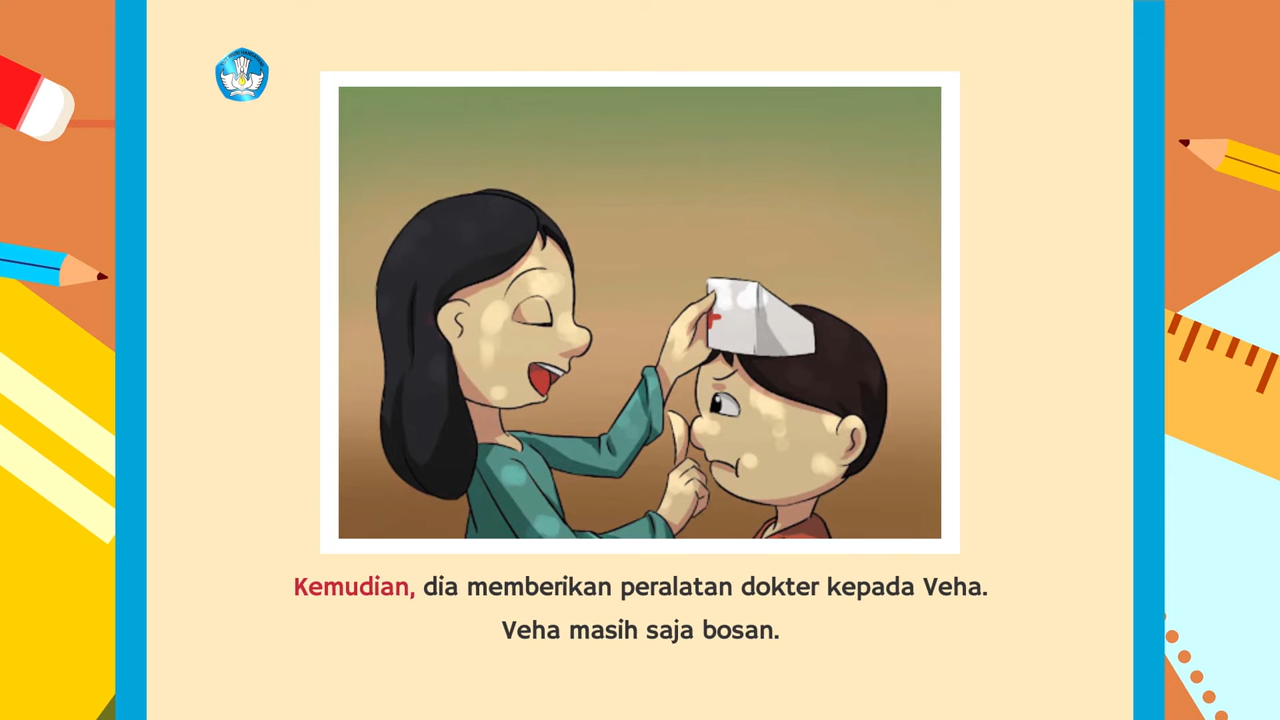 Kemudian, dia memberikan peralatan dokter kepada Veha.
Veha masih saja bosan.